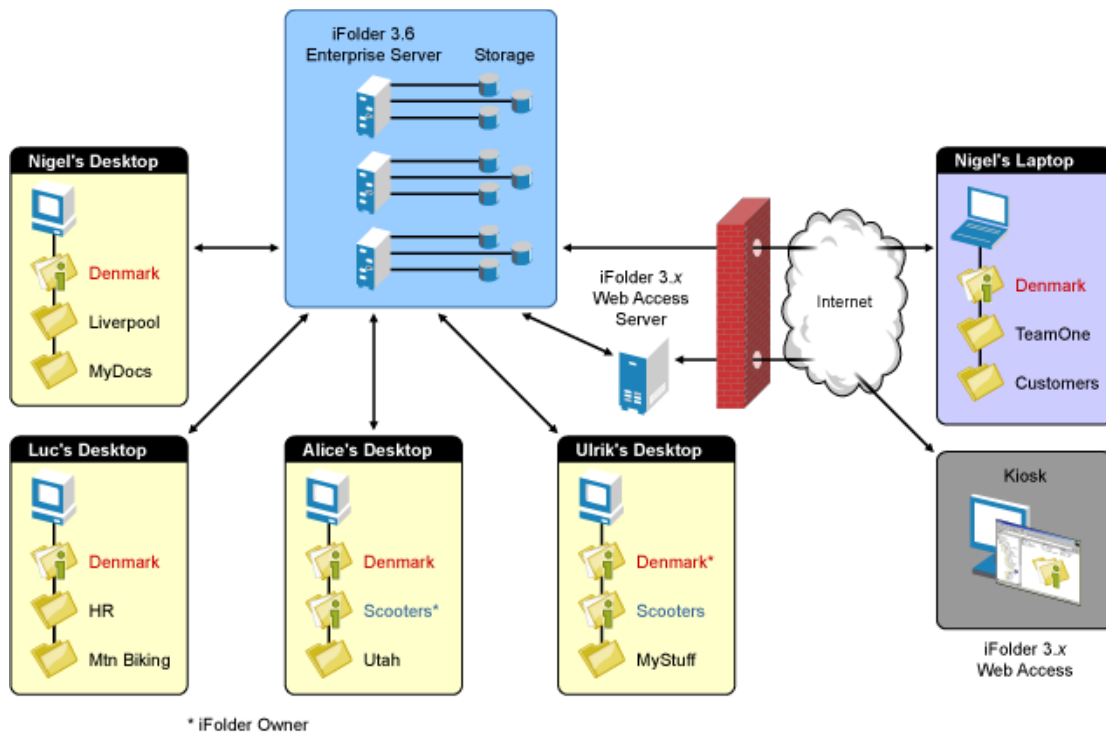 iFolder 3.6
Enterprise Server
Storage
Nigel's Desktop
Denmark
Liverpool
MyDocs
iFolder 3.x
Web Access
Server
Internet
Nigel's Laptop
Denmark
TeamOne
Customers
Luc's Desktop
Denmark
HR
Mtn Biking
Alice's Desktop
Denmark
Scooters*
Utah
Ulrik's Desktop
Denmark*
Scooters
MyStuff
Kiosk
iFolder 3.x
Web Access
* iFolder Owner